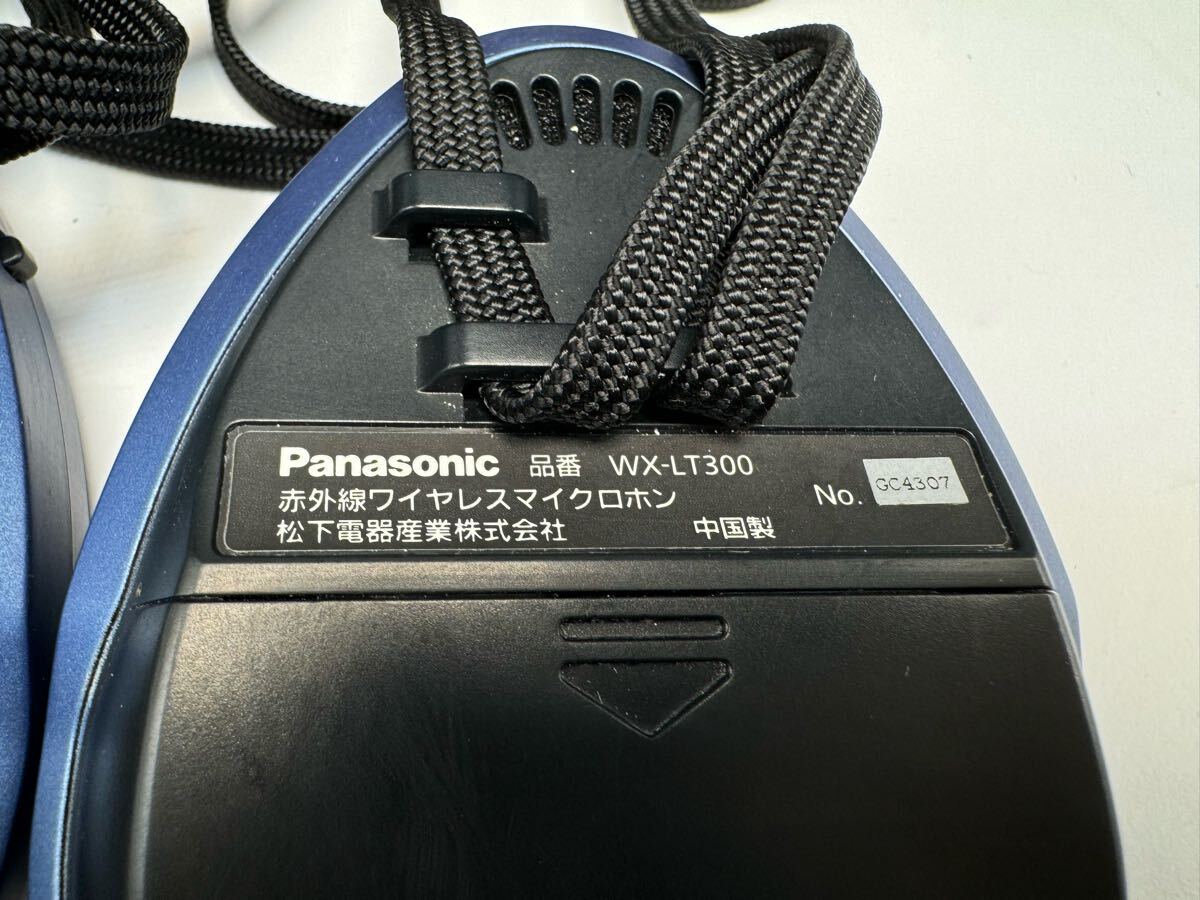 Panasonic 品番 WX-LT300
赤外線ワイヤレスマイクロホン No. GC4307
松下電器産業株式会社 中国製